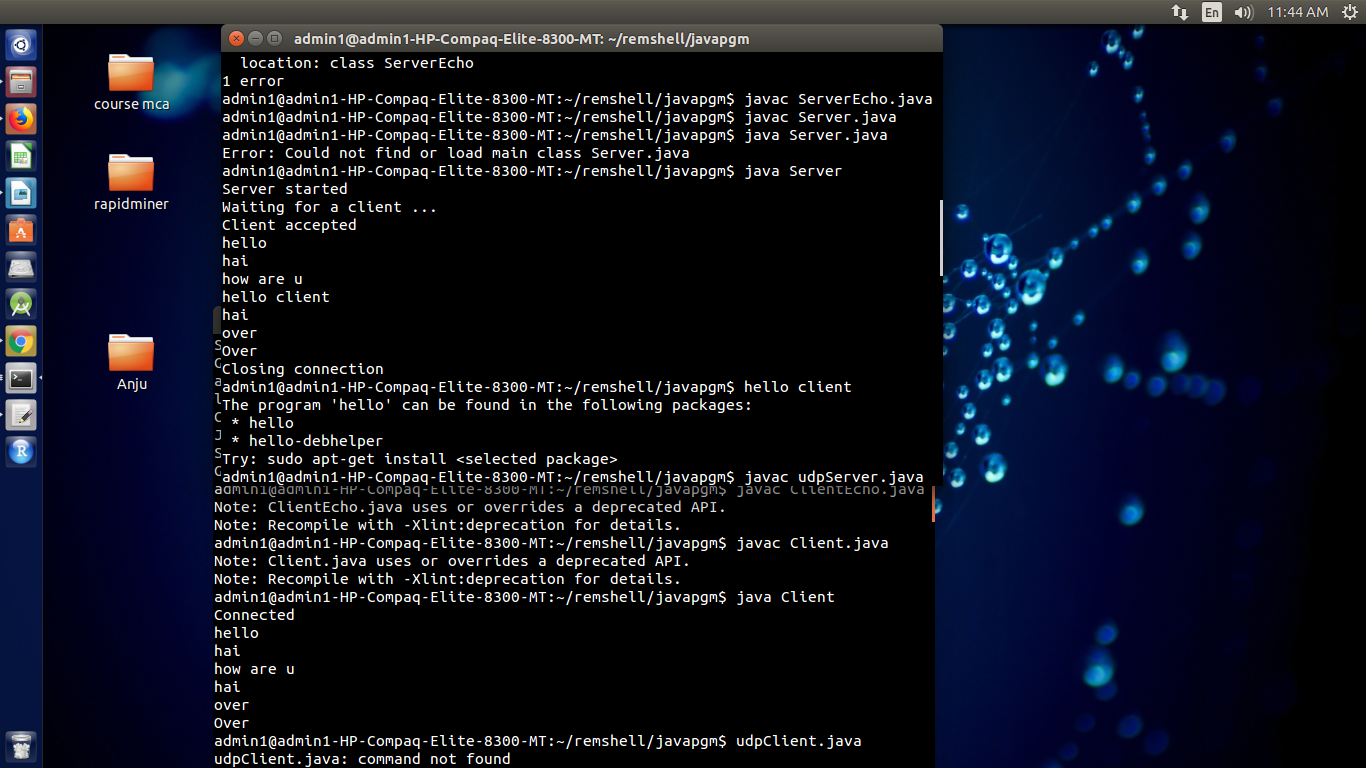 En
11:44 AM
admin1@admin1-HP-Compaq-Elite-8300-MT: ~/remshell/javapgm
course mca
rapidminer
Anju
location: class ServerEcho
1 error
admin1@admin1-HP-Compaq-Elite-8300-MT:~/remshell/javapgm$ javac ServerEcho.java
admin1@admin1-HP-Compaq-Elite-8300-MT:~/remshell/javapgm$ javac Server.java
admin1@admin1-HP-Compaq-Elite-8300-MT:~/remshell/javapgm$ java Server.java
Error: Could not find or load main class Server.java
admin1@admin1-HP-Compaq-Elite-8300-MT:~/remshell/javapgm$ java Server
Server started
Waiting for a client ...
Client accepted
hello
hai
how are u
hello client
hai
over
Over
Closing connection
admin1@admin1-HP-Compaq-Elite-8300-MT:~/remshell/javapgm$ hello client
The program 'hello' can be found in the following packages:
* hello
* hello-debhelper
Try: sudo apt-get install <selected package>
admin1@admin1-HP-Compaq-Elite-8300-MT:~/remshell/javapgm$ javac udpServer.java
admin1@admin1-HP-Compaq-Elite-8300-MT:~/remshell/javapgm$ javac ClientEcho.java
Note: ClientEcho.java uses or overrides a deprecated API.
Note: Recompile with -Xlint:deprecation for details.
admin1@admin1-HP-Compaq-Elite-8300-MT:~/remshell/javapgm$ javac Client.java
Note: Client.java uses or overrides a deprecated API.
Note: Recompile with -Xlint:deprecation for details.
admin1@admin1-HP-Compaq-Elite-8300-MT:~/remshell/javapgm$ java Client
Connected
hello
hai
how are u
hai
over
Over
admin1@admin1-HP-Compaq-Elite-8300-MT:~/remshell/javapgm$ udpClient.java
udpClient.java: command not found